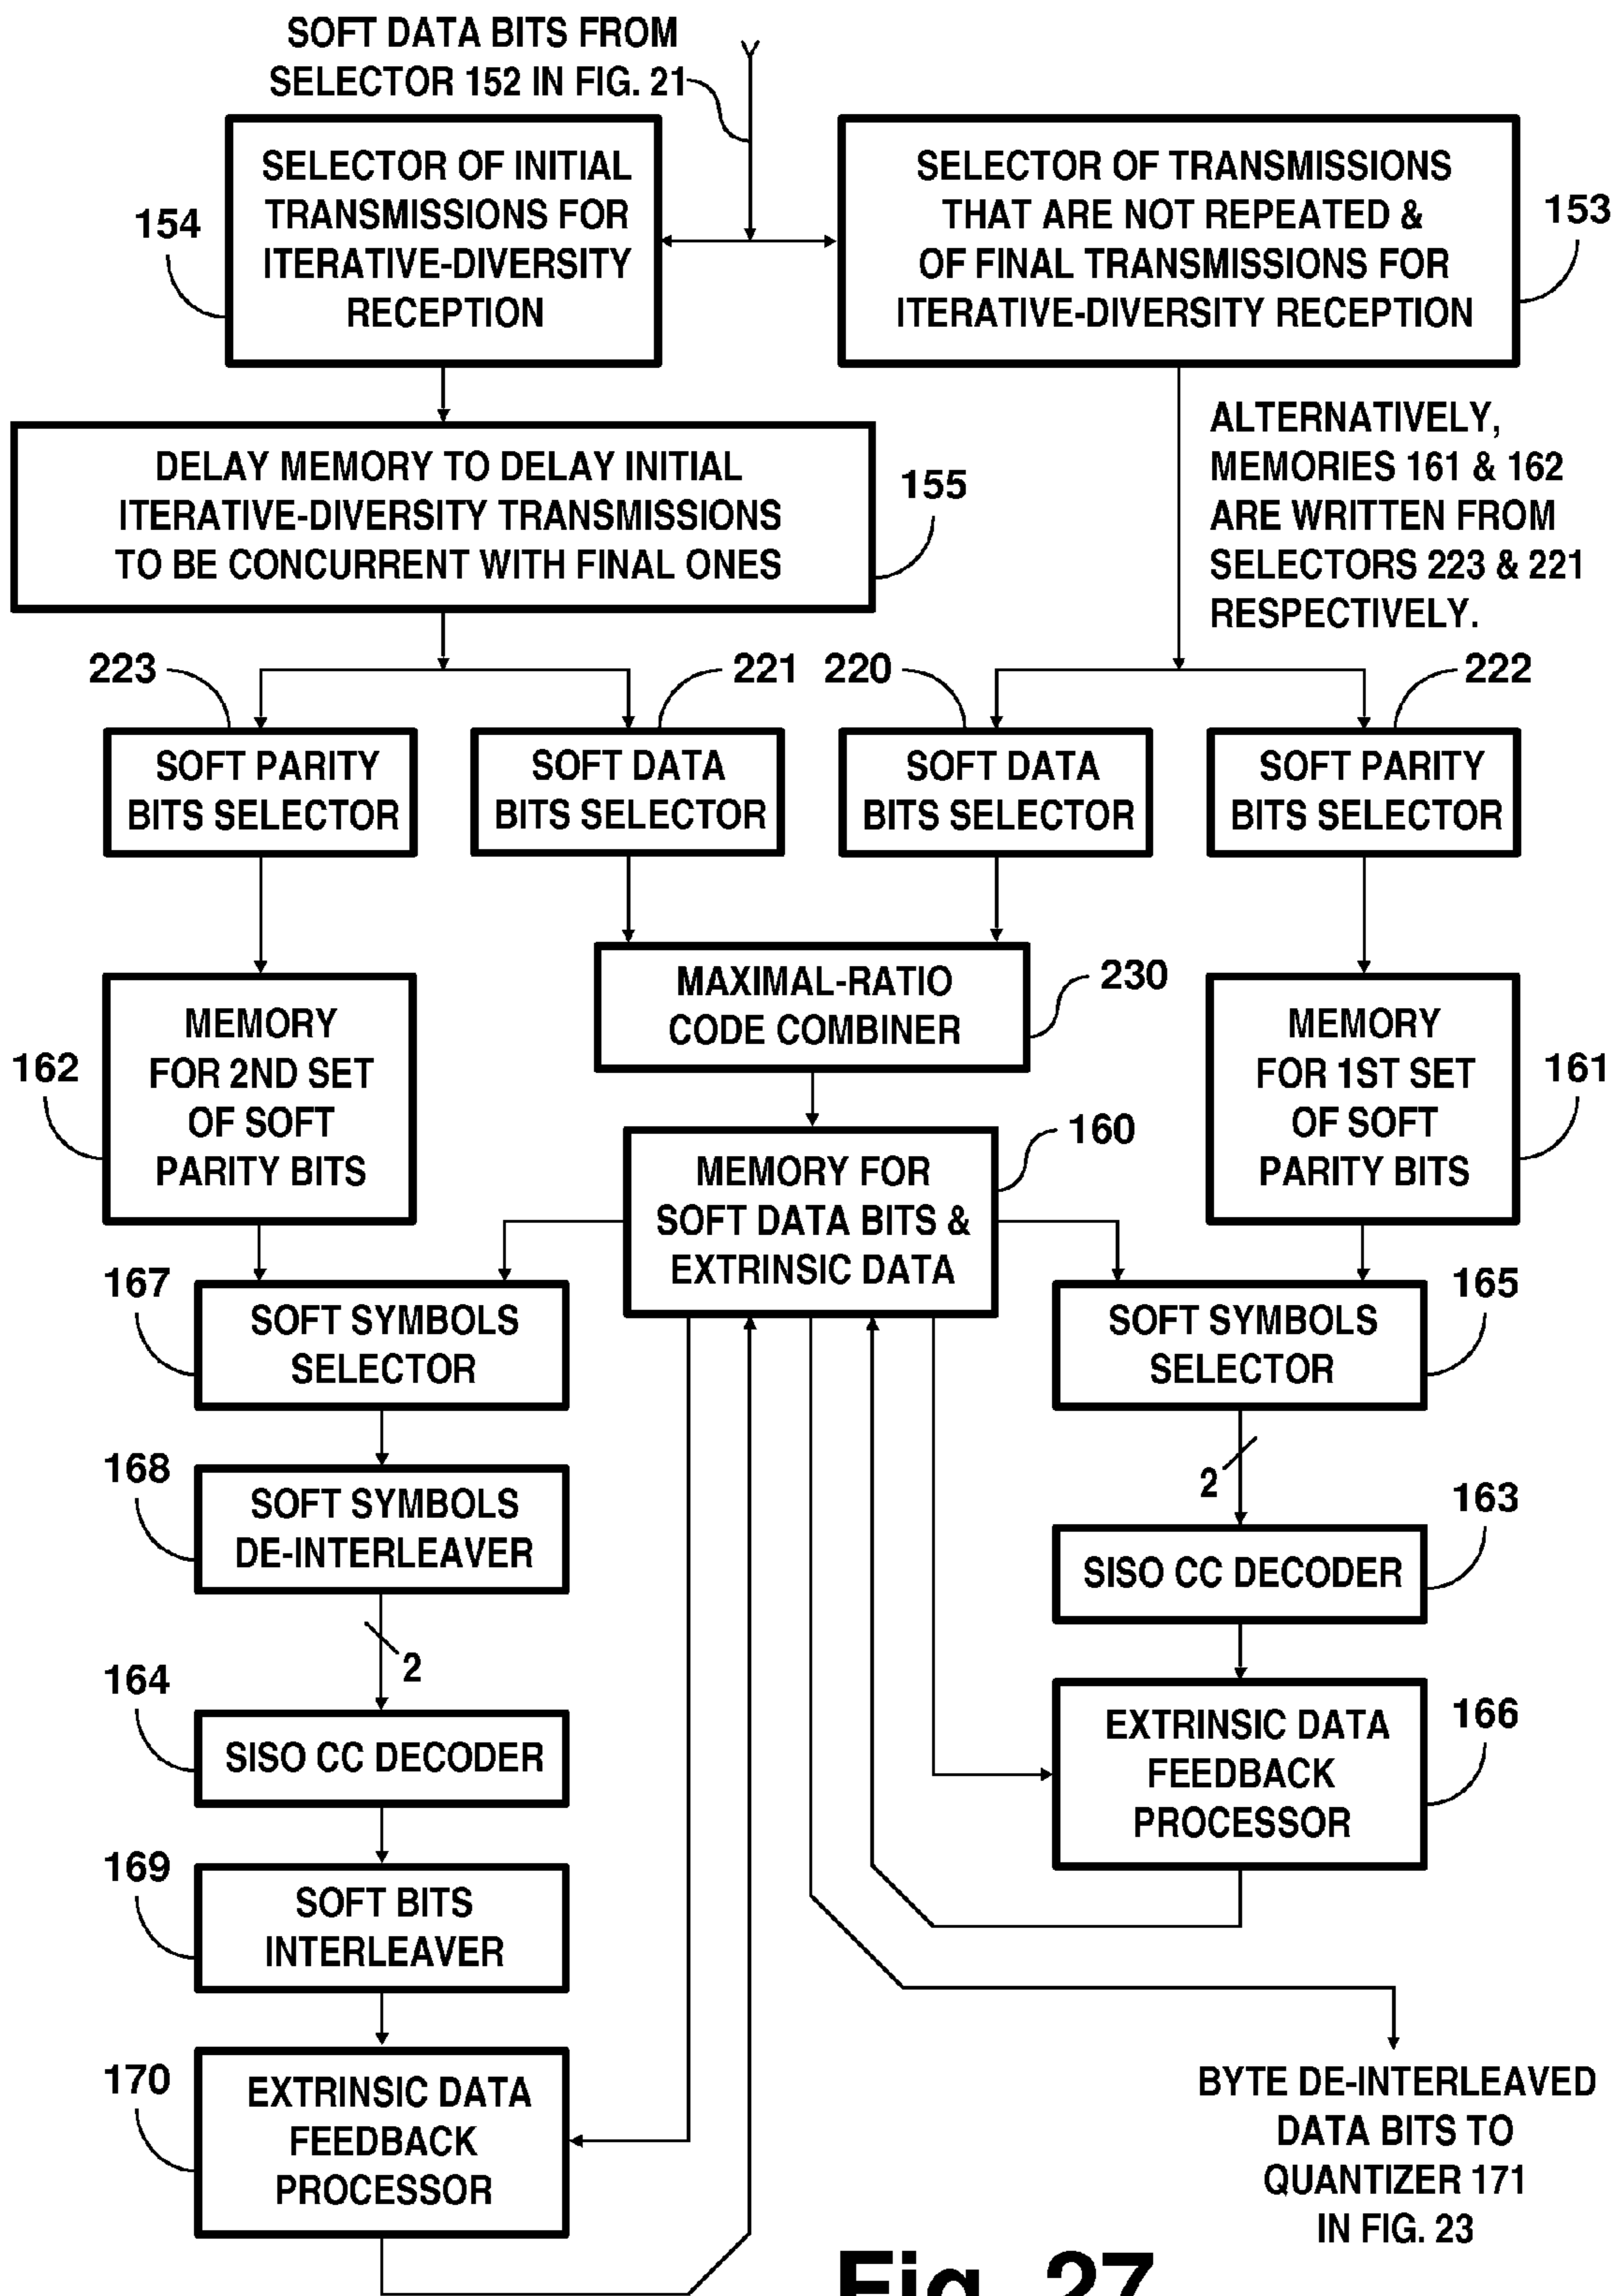 SOFT DATA BITS FROM
SELECTOR 152 IN FIG. 21
SELECTOR OF INITIAL
TRANSMISSIONS FOR
ITERATIVE-DIVERSITY
RECEPTION
154
SELECTOR OF TRANSMISSIONS
THAT ARE NOT REPEATED &
OF FINAL TRANSMISSIONS FOR
ITERATIVE-DIVERSITY RECEPTION
153
DELAY MEMORY TO DELAY INITIAL
ITERATIVE-DIVERSITY TRANSMISSIONS
TO BE CONCURRENT WITH FINAL ONES
155
ALTERNATIVELY,
MEMORIES 161 & 162
ARE WRITTEN FROM
SELECTORS 223 & 221
RESPECTIVELY.
223
221
220
222
SOFT PARITY
BITS SELECTOR
SOFT DATA
BITS SELECTOR
SOFT DATA
BITS SELECTOR
SOFT PARITY
BITS SELECTOR
MAXIMAL-RATIO
CODE COMBINER
230
MEMORY
FOR 2ND SET
OF SOFT
PARITY BITS
162
MEMORY
FOR 1ST SET
OF SOFT
PARITY BITS
161
MEMORY FOR
SOFT DATA BITS &
EXTRINSIC DATA
160
167
SOFT SYMBOLS
SELECTOR
SOFT SYMBOLS
SELECTOR
165
168
SOFT SYMBOLS
DE-INTERLEAVER
2
2
163
SISO CC DECODER
164
SISO CC DECODER
EXTRINSIC DATA
FEEDBACK
PROCESSOR
166
169
SOFT BITS
INTERLEAVER
170
EXTRINSIC DATA
FEEDBACK
PROCESSOR
BYTE DE-INTERLEAVED
DATA BITS TO
QUANTIZER 171
IN FIG. 23
Fig. 27